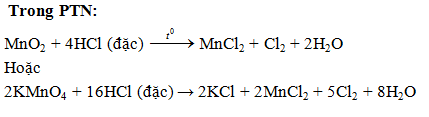 Trong PTN:
MnO₂ + 4HCl (đặc) —t⁰→ MnCl₂ + Cl₂ + 2H₂O
Hoặc
2KMnO₄ + 16HCl (đặc) → 2KCl + 2MnCl₂ + 5Cl₂ + 8H₂O